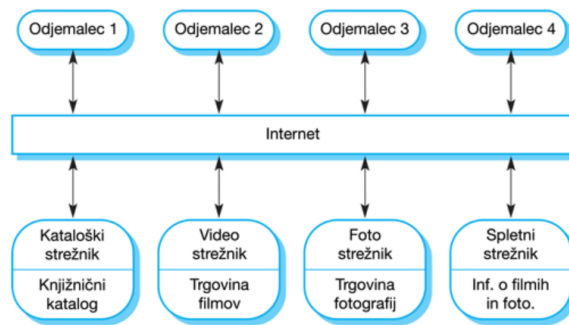 Odjemalec 1
Odjemalec 2
Odjemalec 3
Odjemalec 4
Internet
Kataloški
strežnik
Knjižnični
katalog
Video
strežnik
Trgovina
filmov
Foto
strežnik
Trgovina
fotografij
Spletni
strežnik
Inf. o filmih
in foto.